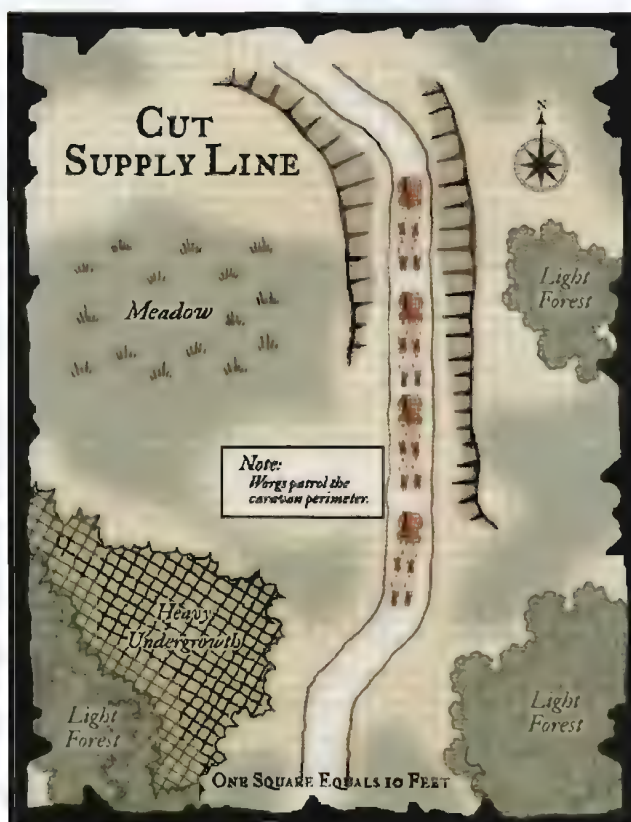 CUT
SUPPLY LINE
N
Light
Forest
Meadow
Note:
Wargs patrol the
caravan perimeter.
Heavy
Undergrowth
Light
Forest
Light
Forest
ONE SQUARE EQUALS 10 FEET